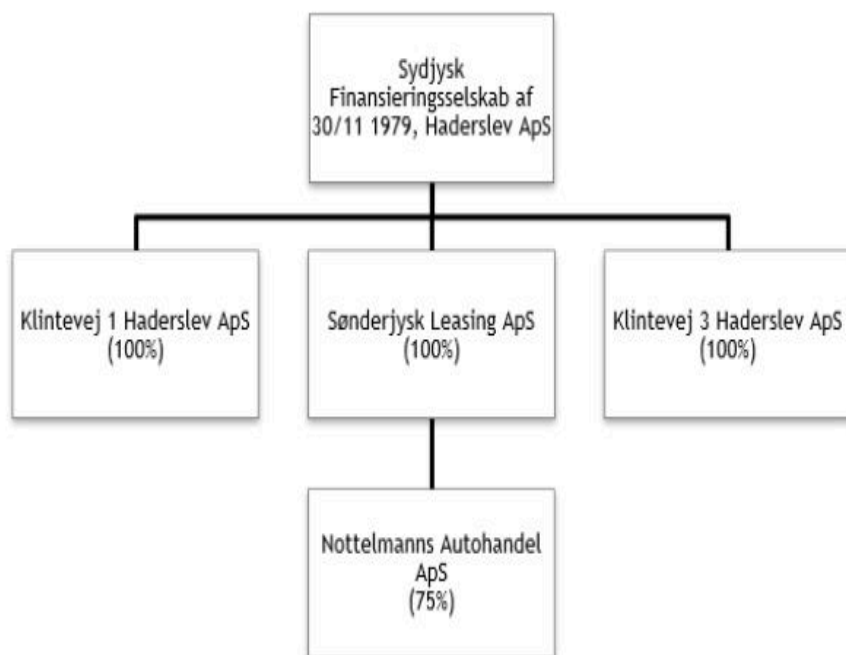 Sydjysk
Finansieringsselskab af
30/11 1979, Haderslev ApS
Klintevej 1 Haderslev ApS
(100%)
Sønderjysk Leasing ApS
(100%)
Klintevej 3 Haderslev ApS
(100%)
Nottelmanns Autohandel
ApS
(75%)